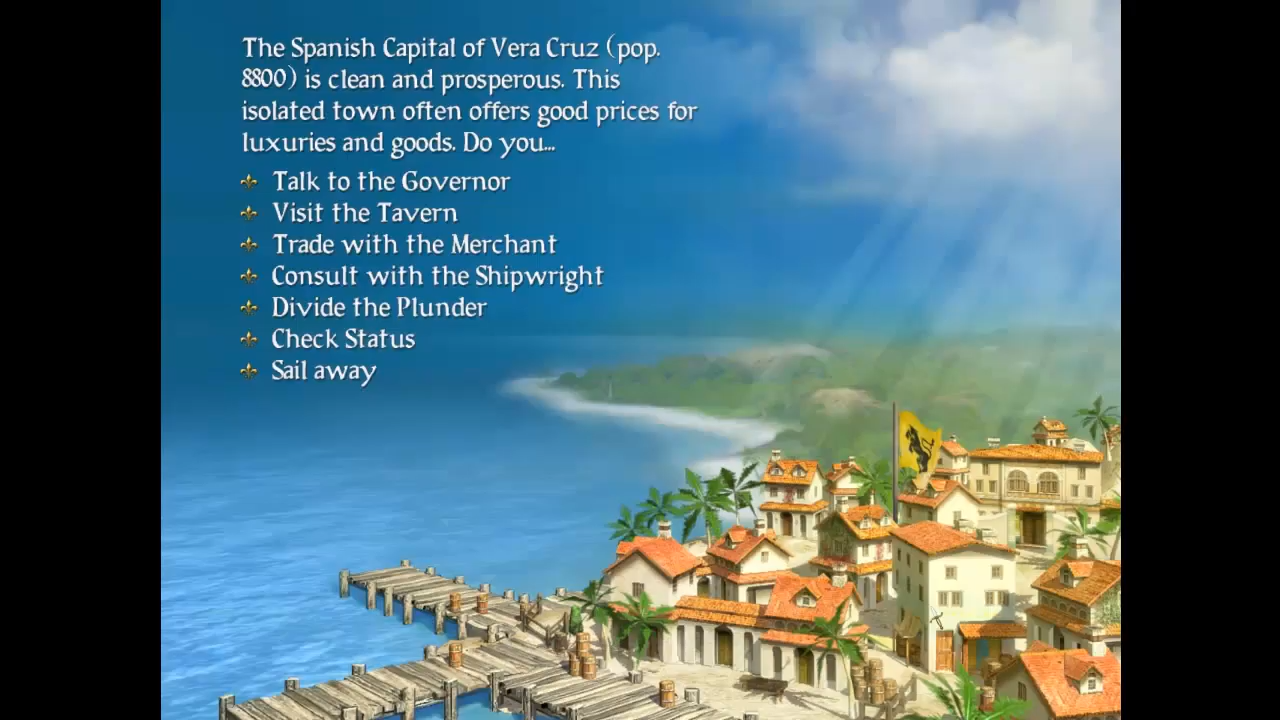 The Spanish Capital of Vera Cruz (pop.
8800) is clean and prosperous. This
isolated town often offers good prices for
luxuries and goods. Do you...
Talk to the Governor
Visit the Tavern
Trade with the Merchant
Consult with the Shipwright
Divide the Plunder
Check Status
Sail away